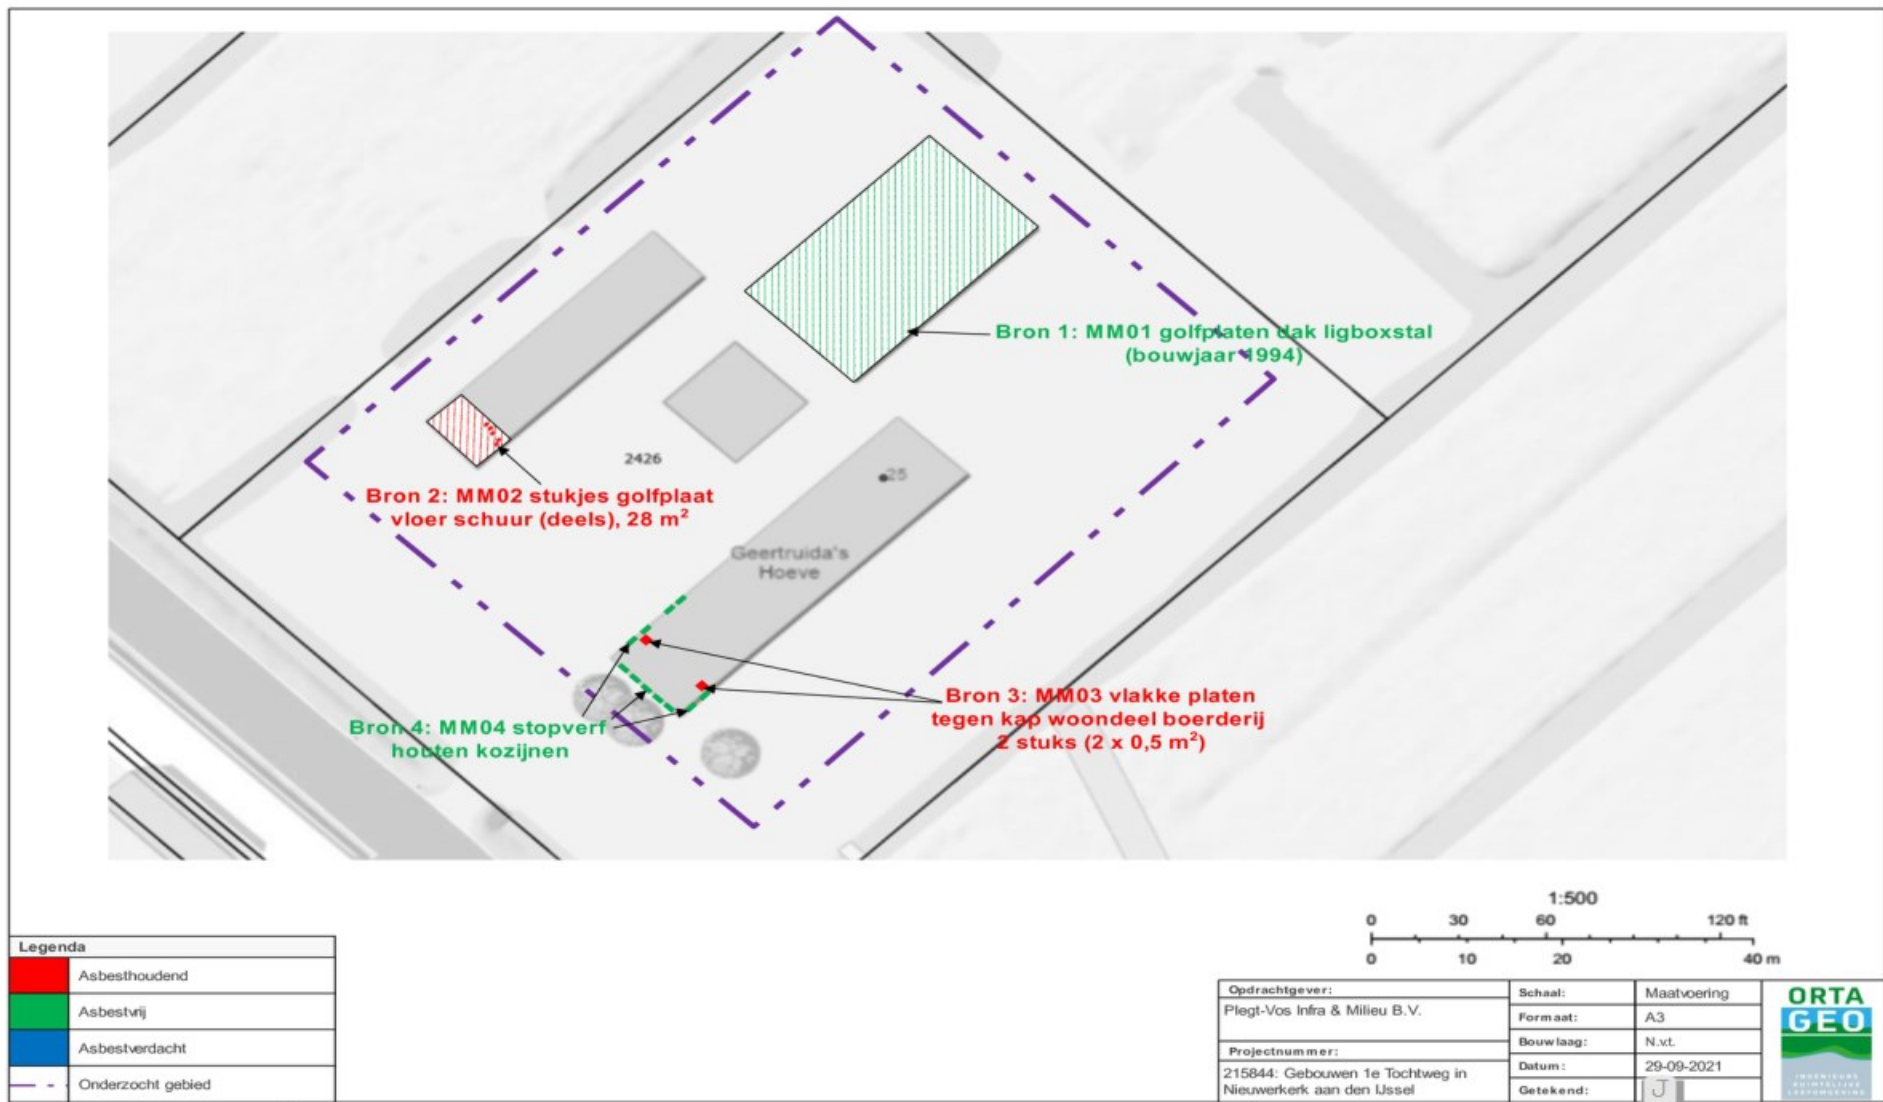 Bron 1: MM01 golfplaten dak ligboxstal
(bouwjaar 1994)
2426
25
Bron 2: MM02 stukjes golfplaat
vloer schuur (deels), 28 m²
Geertruida's
Hoeve
Bron 3: MM03 vlakke platen
tegen kap woondeel boerderij
2 stuks (2 x 0,5 m²)
Bron 4: MM04 stopverf
houten kozijnen
1:500
0 30 60 120 ft
0 10 20 40 m
Legenda
Asbesthoudend
Asbestvrij
Asbestverdacht
Onderzocht gebied
Opdrachtgever:
Plegt-Vos Infra & Milieu B.V.
Projectnummer:
215844: Gebouwen 1e Tochtweg in
Nieuwerkerk aan den IJssel
Schaal: Maatvoering
Formaat: A3
Bouwlaag: N.v.t.
Datum: 29-09-2021
Getekend: J
ORTA
GEO
INGENIEURS
RUIMTELIJKE
LEEFOMGEVING